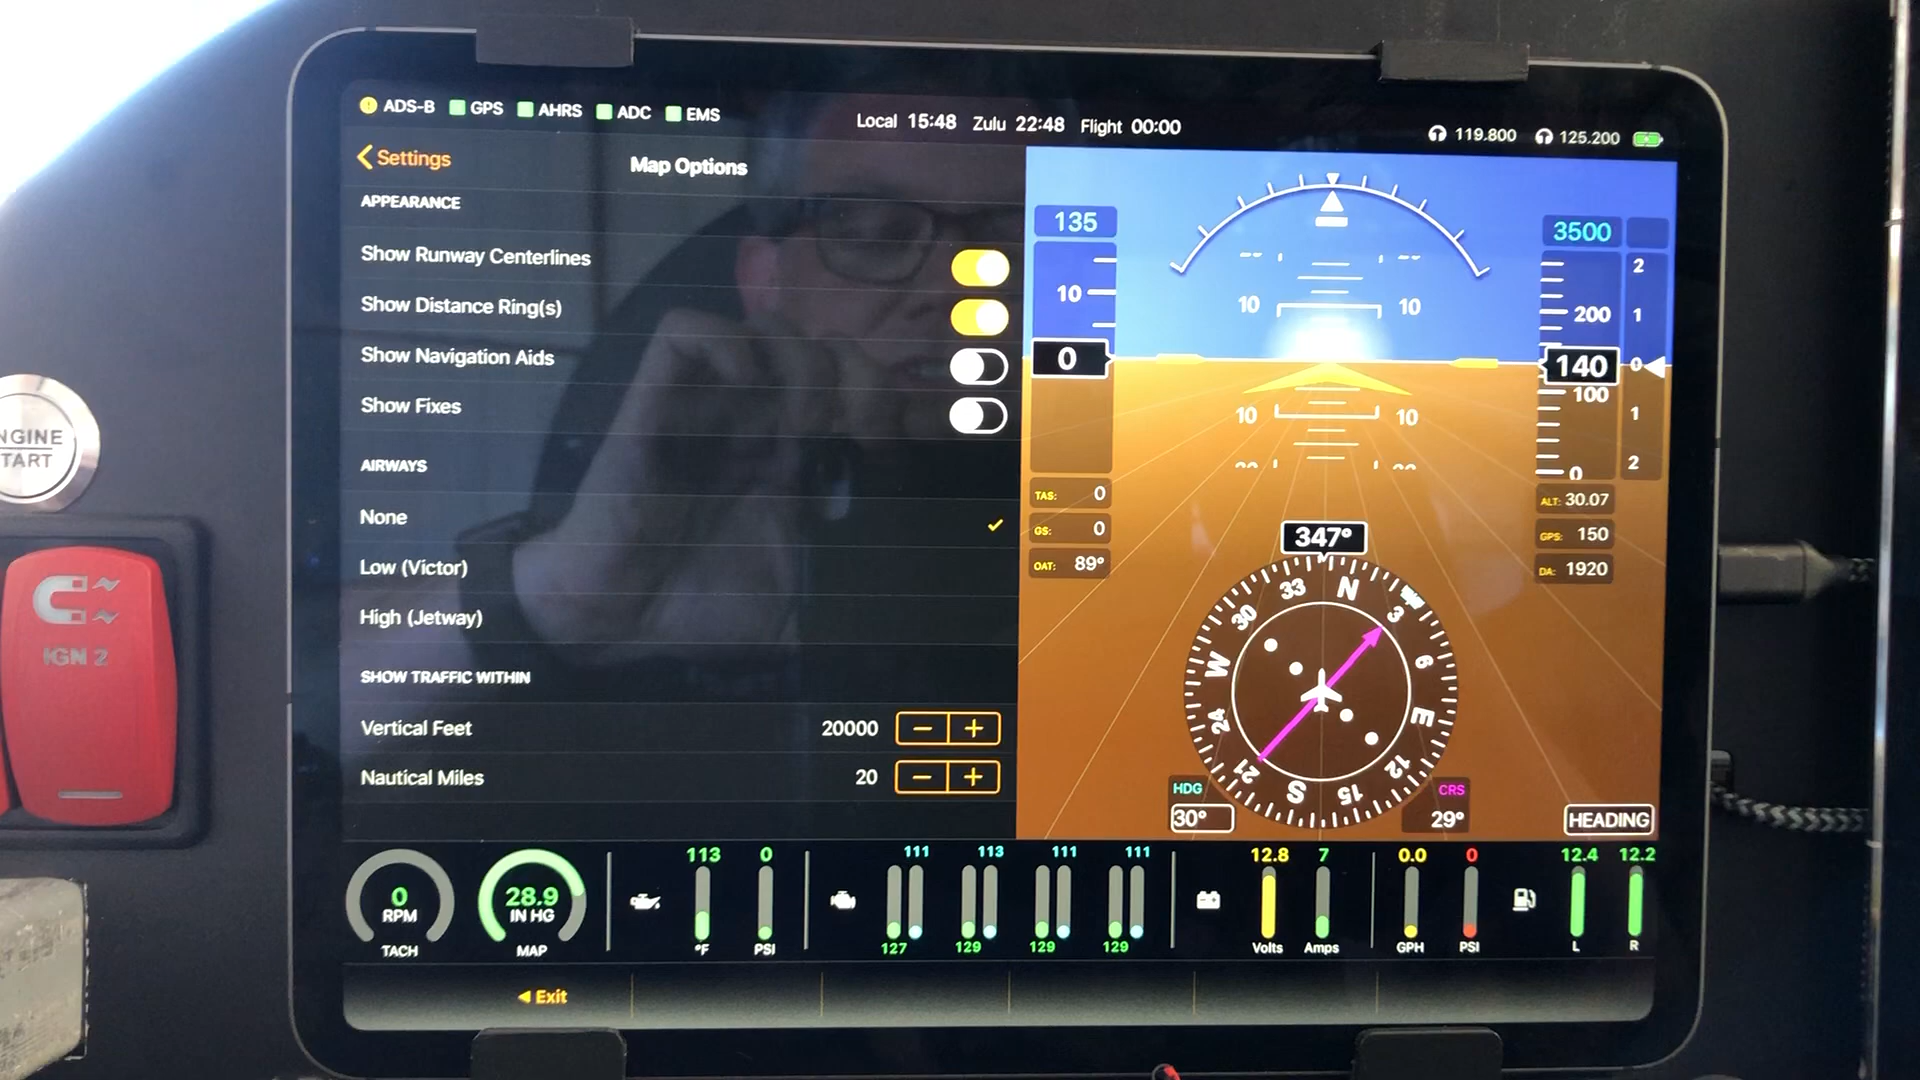 ADS-B GPS AHRS ADC EMS
Local 15:48 Zulu 22:48 Flight 00:00
119.800 125.200
Settings
Map Options
APPEARANCE
Show Runway Centerlines
Show Distance Ring(s)
Show Navigation Aids
Show Fixes
AIRWAYS
None
Low (Victor)
High (Jetway)
SHOW TRAFFIC WITHIN
Vertical Feet 20000 − +
Nautical Miles 20 − +
135
10
0
TAS: 0
GS: 0
OAT: 89°
10 10
10 10
3500
200
140
100
0
2
1
0
1
2
ALT: 30.07
GPS: 150
DA: 1920
347°
33 N 3 6 E 12 15 S 21 24 W 30
HDG
30°
CRS
29°
HEADING
0
RPM
TACH
28.9
IN HG
MAP
113 0
°F PSI
111 113 111 111
127 129 129 129
12.8 7
Volts Amps
0.0 0
GPH PSI
12.4 12.2
L R
Exit
NGINE
TART
IGN 2